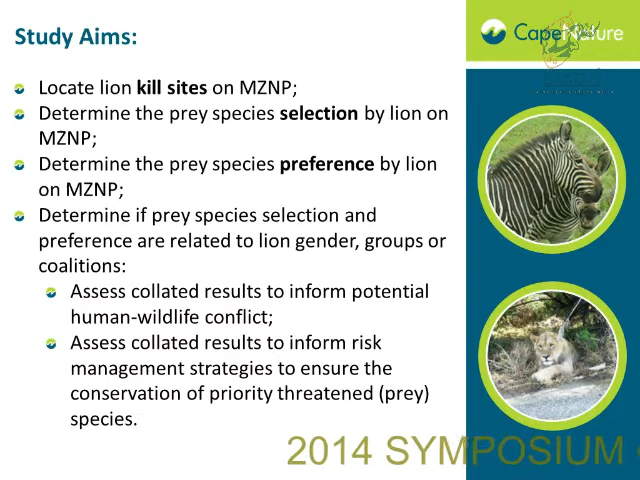 Study Aims:
CapeNature
Locate lion kill sites on MZNP;
Determine the prey species selection by lion on
MZNP;
Determine the prey species preference by lion
on MZNP;
Determine if prey species selection and
preference are related to lion gender, groups or
coalitions:
Assess collated results to inform potential
human-wildlife conflict;
Assess collated results to inform risk
management strategies to ensure the
conservation of priority threatened (prey)
species.
2014 SYMPOSIUM